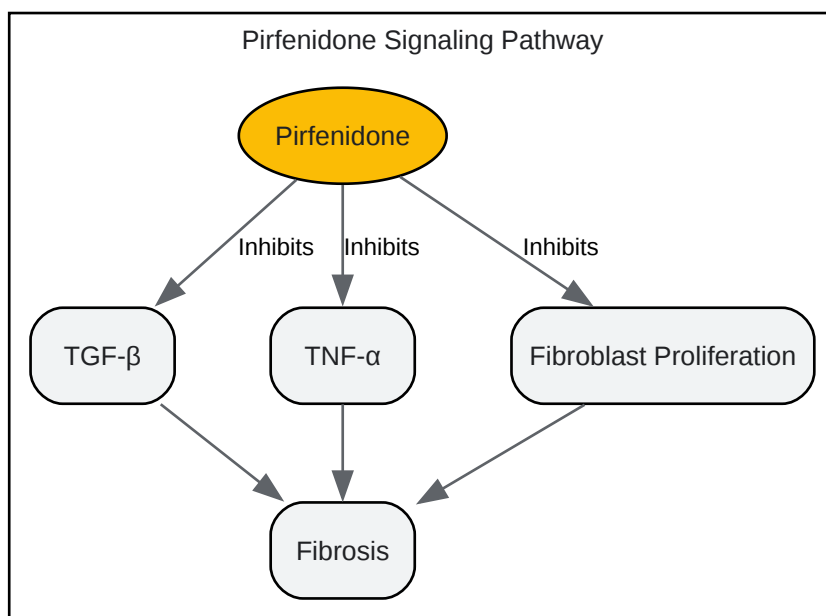 Pirfenidone Signaling Pathway
Pirfenidone
Inhibits Inhibits Inhibits
TGF-β TNF-α Fibroblast Proliferation
Fibrosis